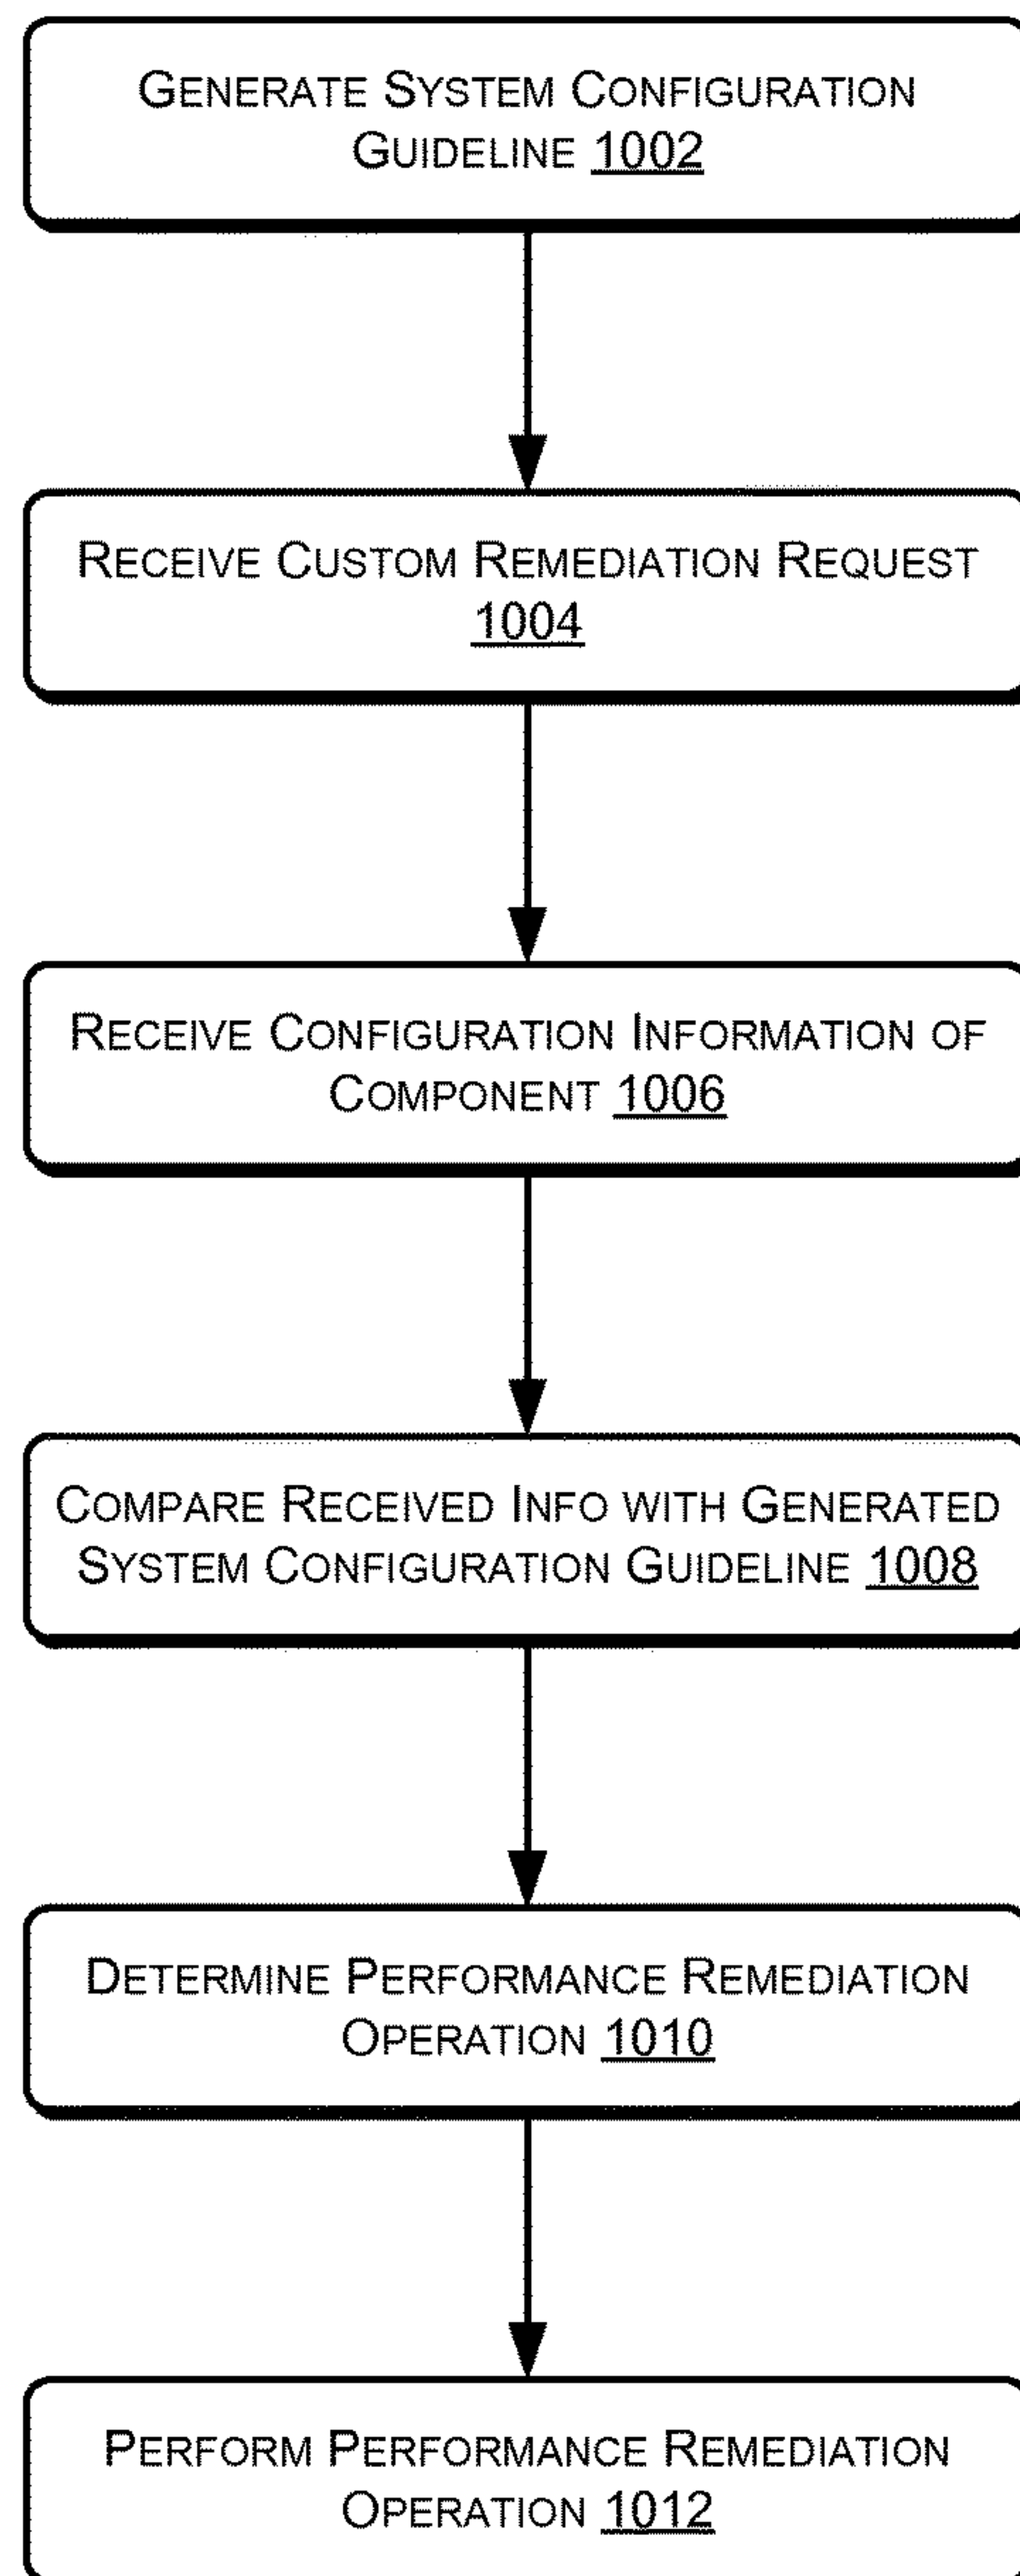 GENERATE SYSTEM CONFIGURATION
GUIDELINE 1002
RECEIVE CUSTOM REMEDIATION REQUEST
1004
RECEIVE CONFIGURATION INFORMATION OF
COMPONENT 1006
COMPARE RECEIVED INFO WITH GENERATED
SYSTEM CONFIGURATION GUIDELINE 1008
DETERMINE PERFORMANCE REMEDIATION
OPERATION 1010
PERFORM PERFORMANCE REMEDIATION
OPERATION 1012